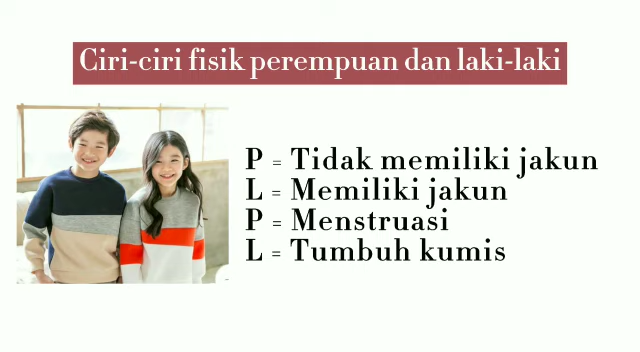 Ciri-ciri fisik perempuan dan laki-laki
P = Tidak memiliki jakun
L = Memiliki jakun
P = Menstruasi
L = Tumbuh kumis